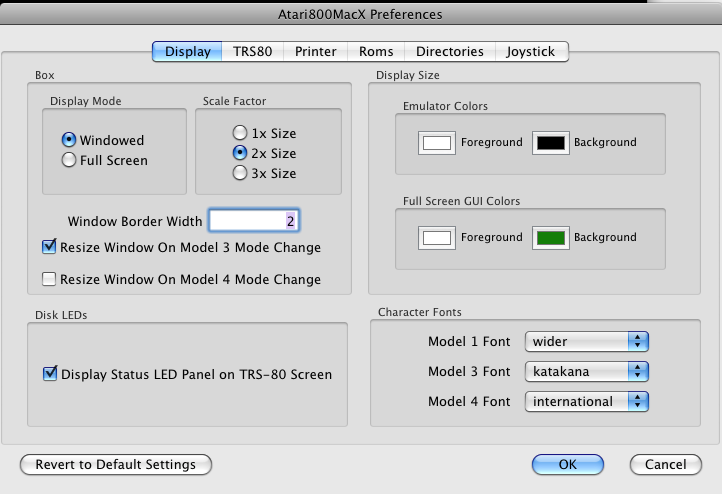 Atari800MacX Preferences
Display TRS80 Printer Roms Directories Joystick
Box
Display Mode
Windowed
Full Screen
Scale Factor
1x Size
2x Size
3x Size
Window Border Width 2
Resize Window On Model 3 Mode Change
Resize Window On Model 4 Mode Change
Display Size
Emulator Colors
Foreground Background
Full Screen GUI Colors
Foreground Background
Disk LEDs
Display Status LED Panel on TRS-80 Screen
Character Fonts
Model 1 Font wider
Model 3 Font katakana
Model 4 Font international
Revert to Default Settings OK Cancel